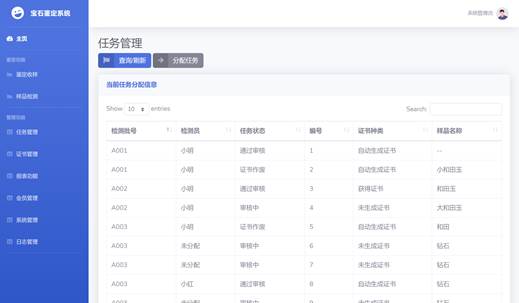 宝石鉴定系统
系统管理员
主页
鉴定功能
鉴定收样
样品检测
管理功能
任务管理
证书管理
报表功能
会员管理
系统管理
日志管理
任务管理
查询/刷新 分配任务
当前任务分配信息
Show 10 entries Search:
检测批号 检测员 任务状态 编号 证书种类 样品名称
A001 小明 通过审核 1 自动生成证书 --
A001 小明 证书作废 2 自动生成证书 小和田玉
A002 小明 通过审核 3 获得证书 和田玉
A002 小明 审核中 4 未生成证书 大和田玉
A003 小明 证书作废 5 自动生成证书 和田
A003 未分配 审核中 6 未生成证书 钻石
A003 未分配 审核中 7 未生成证书 钻石
A003 小红 通过审核 8 自动生成证书 钻石